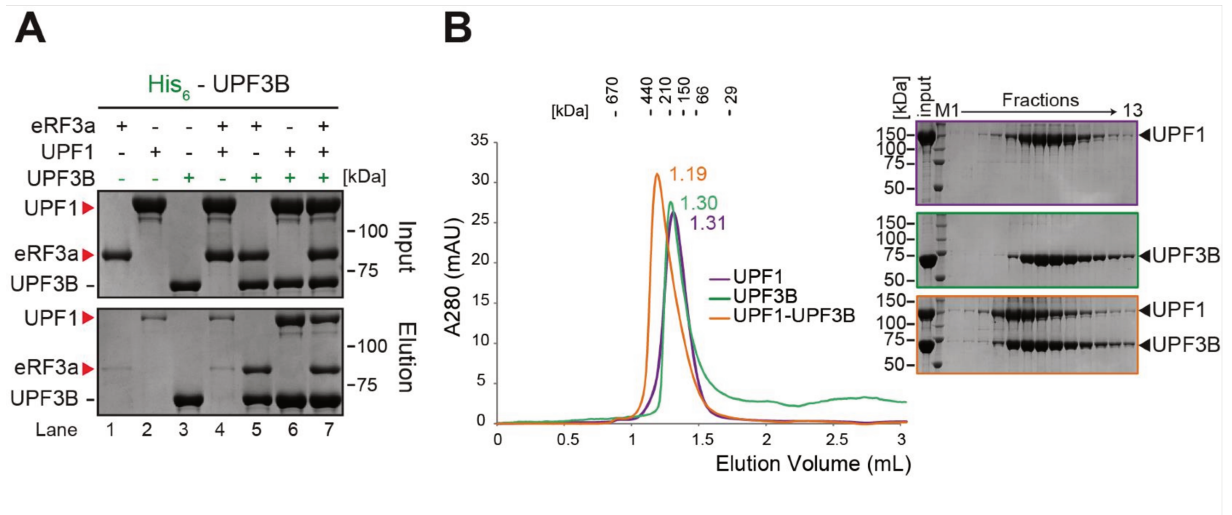 A
His6 - UPF3B
eRF3a + - - + + - +
UPF1 - + - + - + +
UPF3B - - + - + + + [kDa]
UPF1
-100
eRF3a
-75
UPF3B -
Input
UPF1
-100
eRF3a
-75
UPF3B -
Elution
Lane 1 2 3 4 5 6 7
B
[kDa] - 670 - 440 - 210 - 150 - 66 - 29
35
30
25
20
15
10
5
0
A280 (mAU)
1.19
1.30
1.31
UPF1
UPF3B
UPF1-UPF3B
0 0.5 1 1.5 2 2.5 3
Elution Volume (mL)
[kDa] input M 1 Fractions 13
150-
100-
75-
50-
UPF1
150-
100-
75-
50-
UPF3B
150-
100-
75-
50-
UPF1
UPF3B